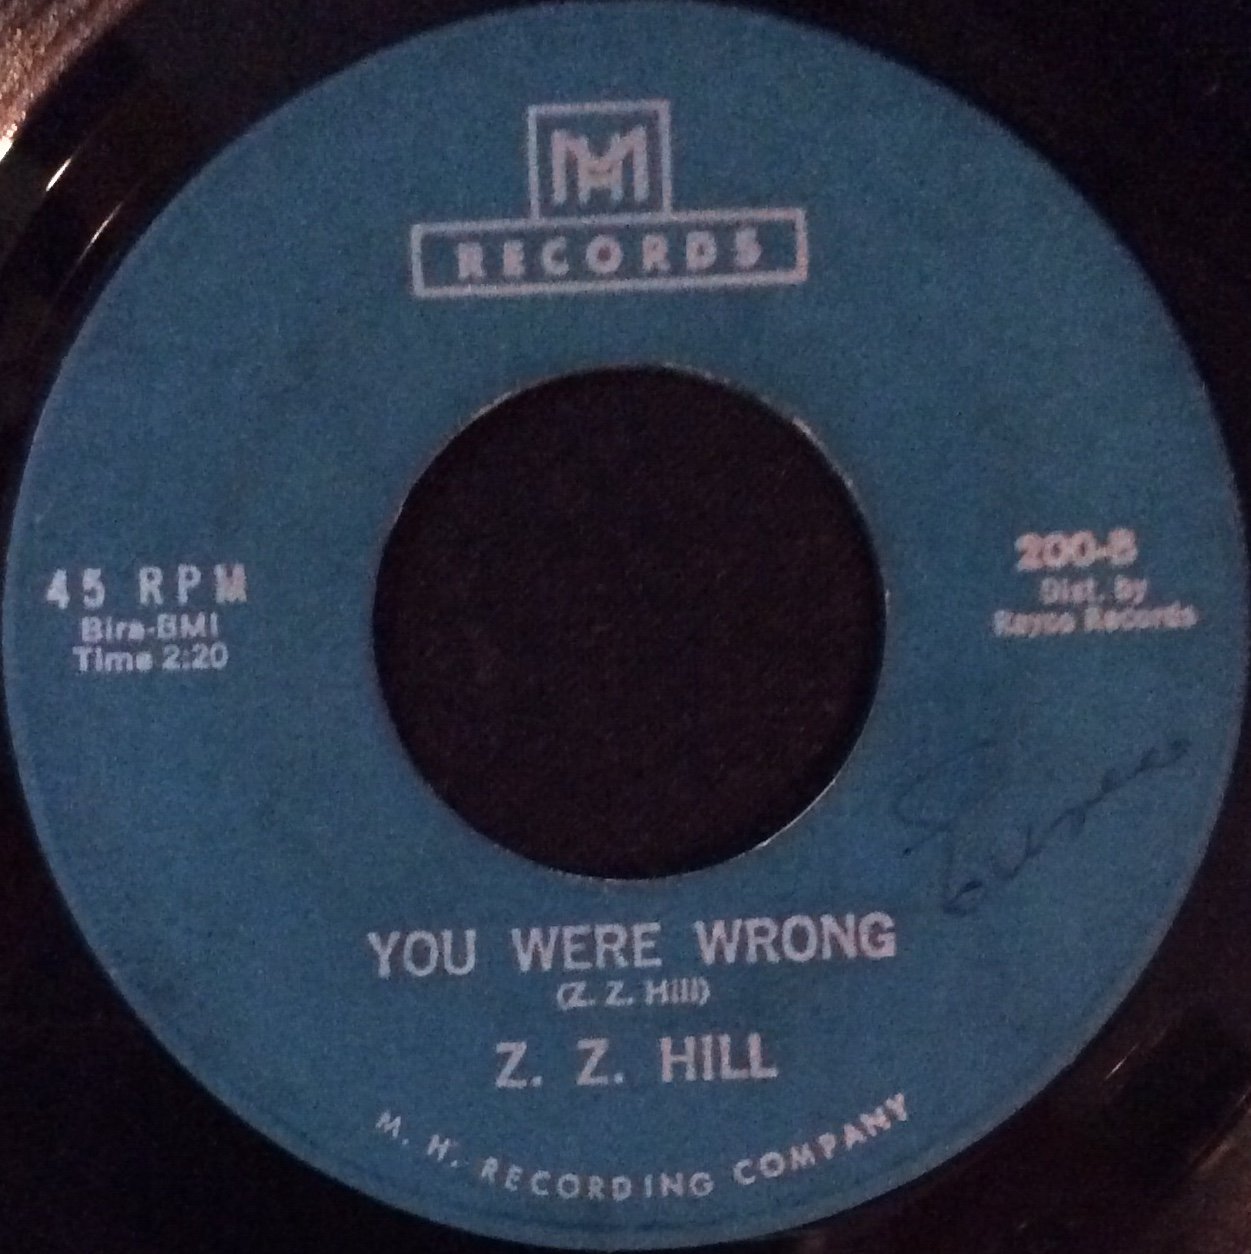 MH
RECORDS
45 RPM
Bira-BMI
Time 2:20
200-B
Dist. by
Records
YOU WERE WRONG
(Z. Z. Hill)
Z. Z. HILL
M. H. RECORDING COMPANY